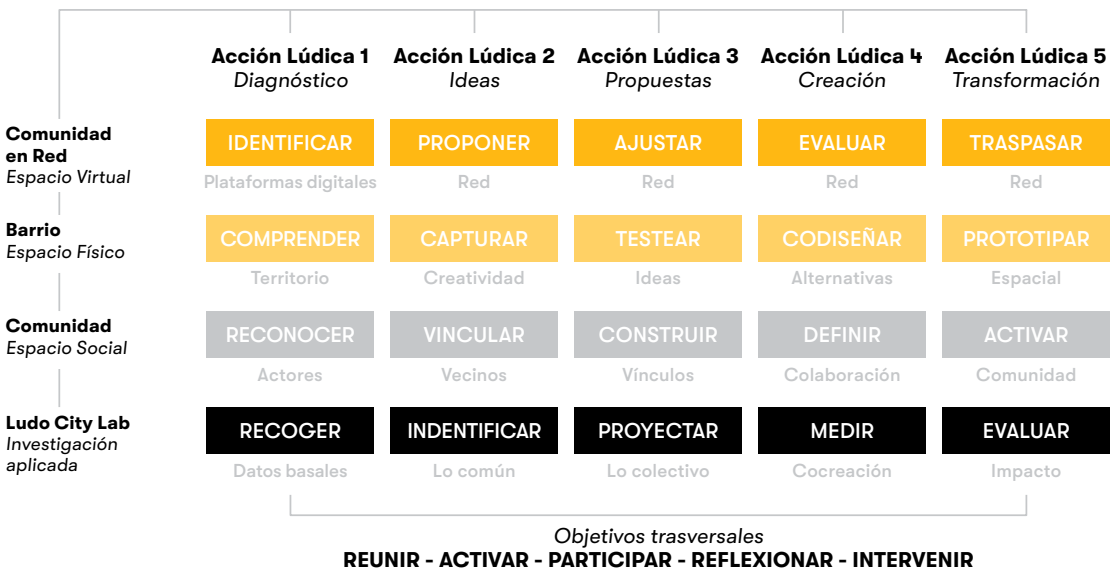 Acción Lúdica 1 Acción Lúdica 2 Acción Lúdica 3 Acción Lúdica 4 Acción Lúdica 5
Diagnóstico Ideas Propuestas Creación Transformación
Comunidad
en Red
Espacio Virtual
IDENTIFICAR PROPONER AJUSTAR EVALUAR TRASPASAR
Plataformas digitales Red Red Red Red
Barrio
Espacio Físico
COMPRENDER CAPTURAR TESTEAR CODISEÑAR PROTOTIPAR
Territorio Creatividad Ideas Alternativas Espacial
Comunidad
Espacio Social
RECONOCER VINCULAR CONSTRUIR DEFINIR ACTIVAR
Actores Vecinos Vínculos Colaboración Comunidad
Ludo City Lab
Investigación
aplicada
RECOGER INDENTIFICAR PROYECTAR MEDIR EVALUAR
Datos basales Lo común Lo colectivo Cocreación Impacto
Objetivos trasversales
REUNIR - ACTIVAR - PARTICIPAR - REFLEXIONAR - INTERVENIR